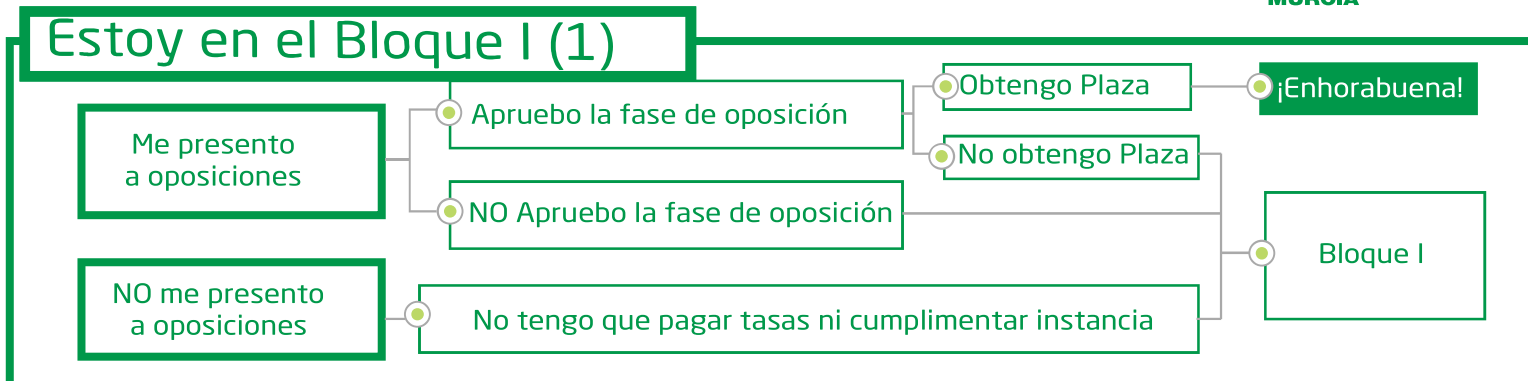 MURCIA
Estoy en el Bloque I (1)
Me presento
a oposiciones
Apruebo la fase de oposición
Obtengo Plaza
¡Enhorabuena!
No obtengo Plaza
NO Apruebo la fase de oposición
Bloque I
NO me presento
a oposiciones
No tengo que pagar tasas ni cumplimentar instancia